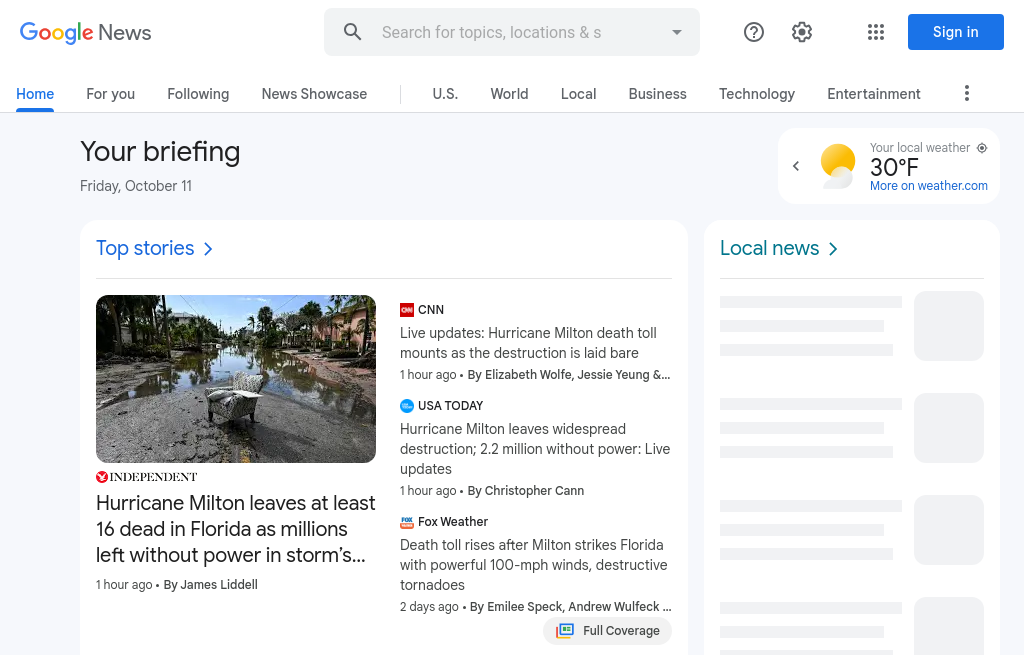 Google News
Search for topics, locations & s
Sign in
Home
For you
Following
News Showcase
U.S.
World
Local
Business
Technology
Entertainment
Your briefing
Friday, October 11
Your local weather
30°F
More on weather.com
Top stories
INDEPENDENT
Hurricane Milton leaves at least
16 dead in Florida as millions
left without power in storm's...
1 hour ago • By James Liddell
CNN
Live updates: Hurricane Milton death toll
mounts as the destruction is laid bare
1 hour ago • By Elizabeth Wolfe, Jessie Yeung &...
USA TODAY
Hurricane Milton leaves widespread
destruction; 2.2 million without power: Live
updates
1 hour ago • By Christopher Cann
Fox Weather
Death toll rises after Milton strikes Florida
with powerful 100-mph winds, destructive
tornadoes
2 days ago • By Emilee Speck, Andrew Wulfeck ...
Full Coverage
Local news